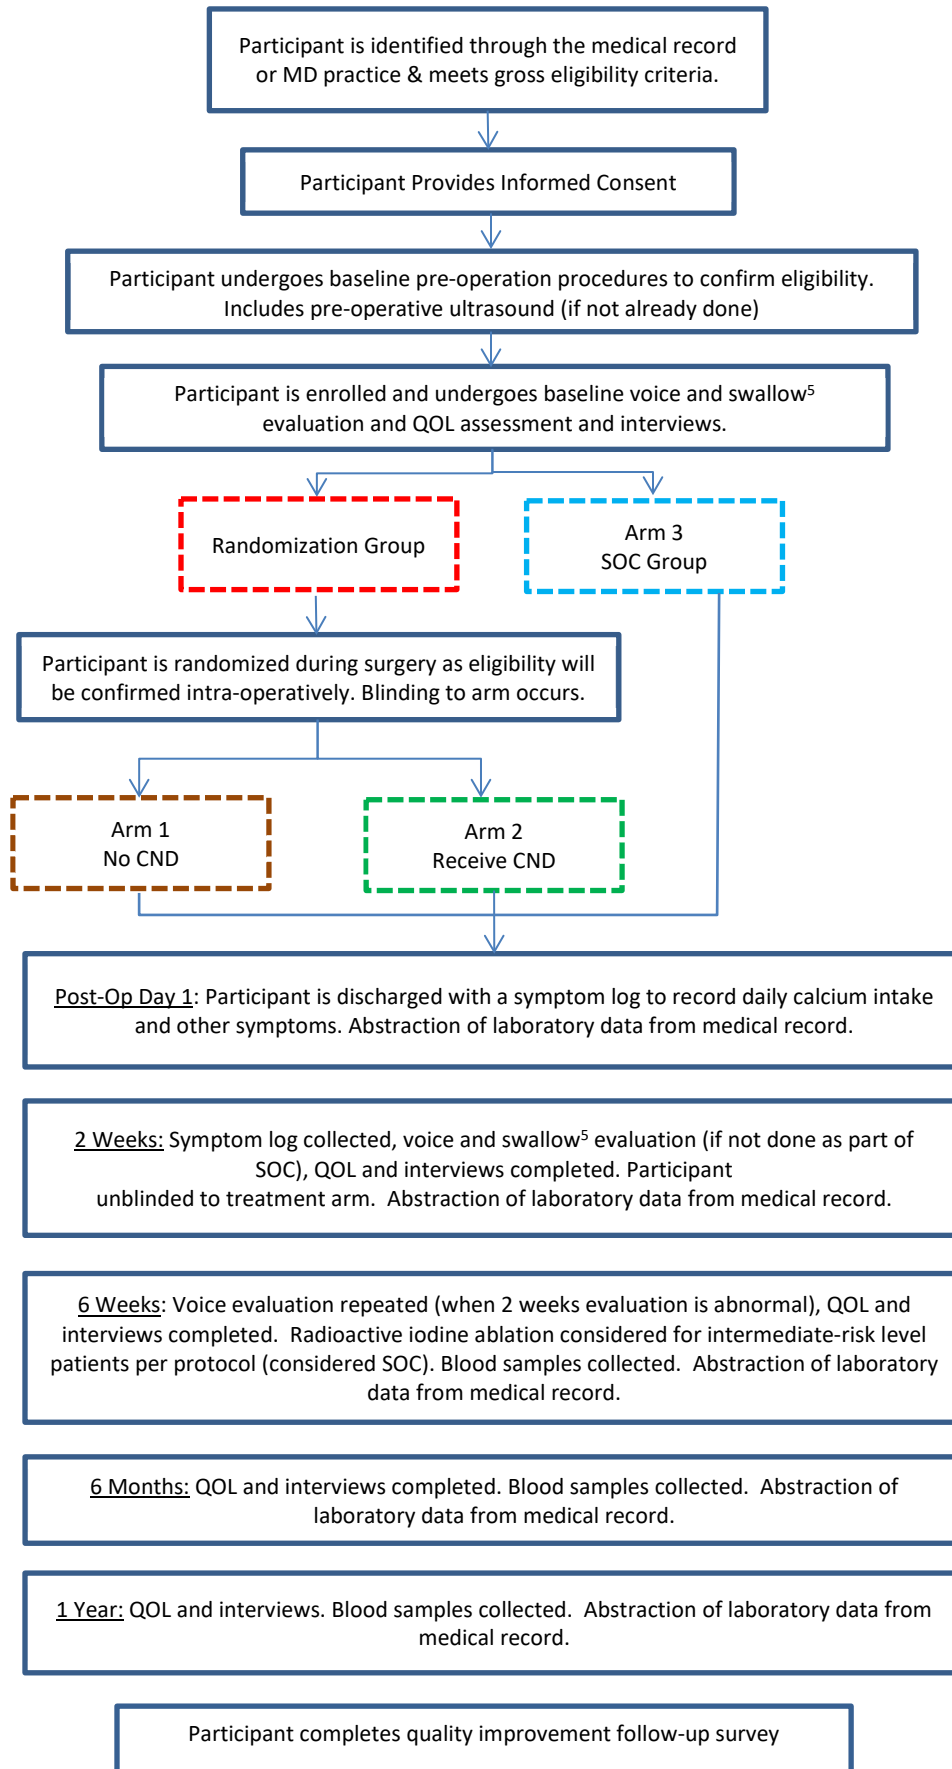 Participant is identified through the medical record
or MD practice & meets gross eligibility criteria.
Participant Provides Informed Consent
Participant undergoes baseline pre-operation procedures to confirm eligibility.
Includes pre-operative ultrasound (if not already done)
Participant is enrolled and undergoes baseline voice and swallow⁵
evaluation and QOL assessment and interviews.
Randomization Group
Arm 3
SOC Group
Participant is randomized during surgery as eligibility will
be confirmed intra-operatively. Blinding to arm occurs.
Arm 1
No CND
Arm 2
Receive CND
Post-Op Day 1: Participant is discharged with a symptom log to record daily calcium intake
and other symptoms. Abstraction of laboratory data from medical record.
2 Weeks: Symptom log collected, voice and swallow⁵ evaluation (if not done as part of
SOC), QOL and interviews completed. Participant
unblinded to treatment arm.  Abstraction of laboratory data from medical record.
6 Weeks: Voice evaluation repeated (when 2 weeks evaluation is abnormal), QOL and
interviews completed.  Radioactive iodine ablation considered for intermediate-risk level
patients per protocol (considered SOC). Blood samples collected.  Abstraction of laboratory
data from medical record.
6 Months: QOL and interviews completed. Blood samples collected.  Abstraction of
laboratory data from medical record.
1 Year: QOL and interviews. Blood samples collected.  Abstraction of laboratory data from
medical record.
Participant completes quality improvement follow-up survey